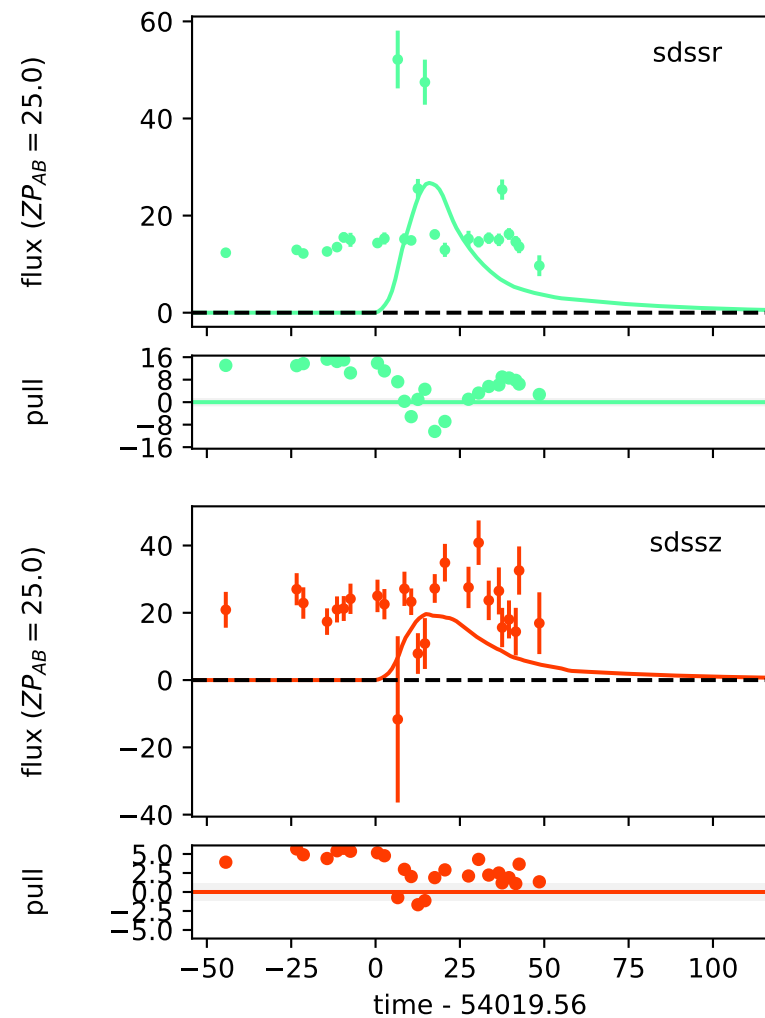 60
sdssr
40
20
0
flux (ZP_AB = 25.0)
16
8
0
−8
−16
pull
sdssz
40
20
0
−20
−40
flux (ZP_AB = 25.0)
5.0
2.5
0.0
−2.5
−5.0
pull
−50 −25 0 25 50 75 100
time - 54019.56